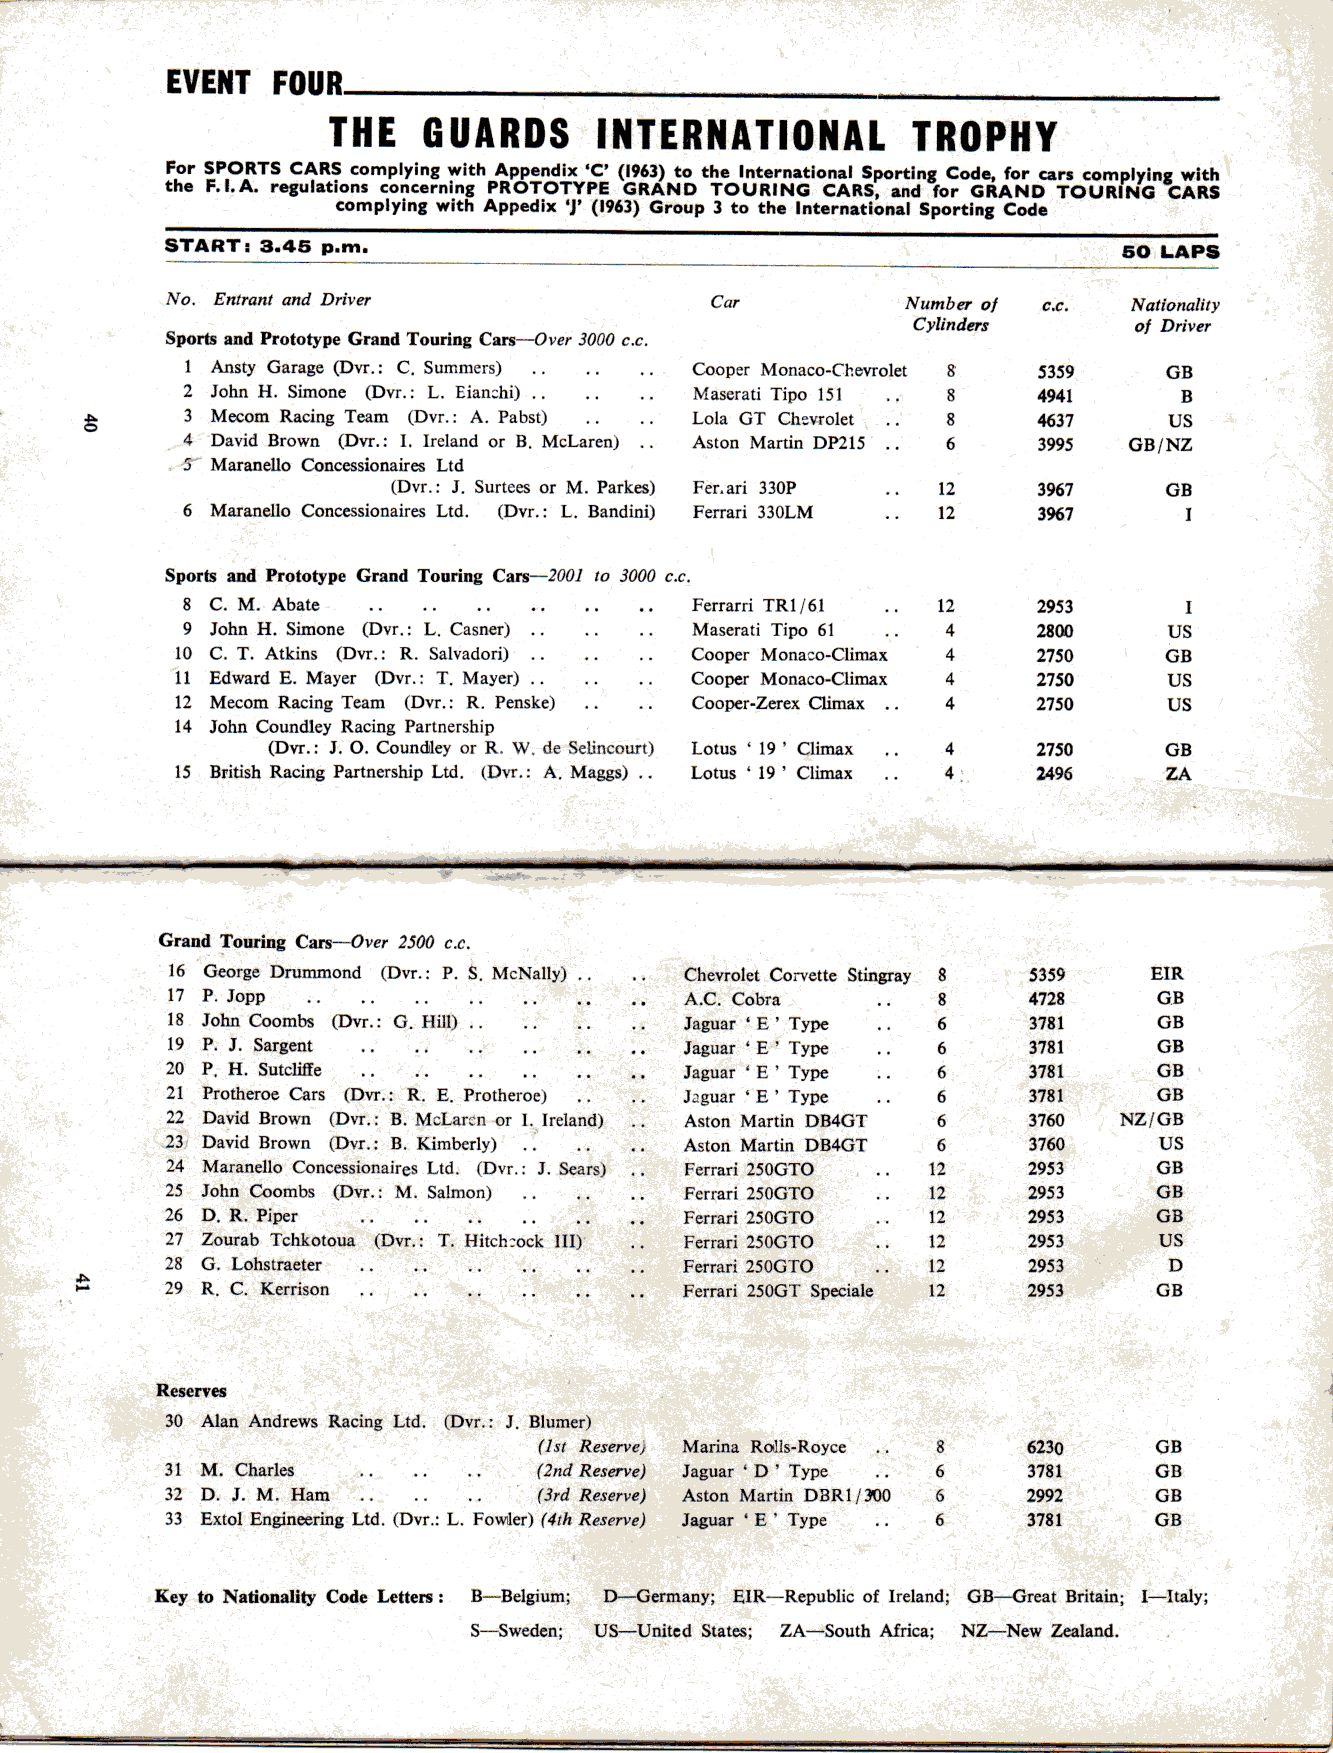 EVENT FOUR
THE GUARDS INTERNATIONAL TROPHY
For SPORTS CARS complying with Appendix ‘C’ (1963) to the International Sporting Code, for cars complying with
the F.I.A. regulations concerning PROTOTYPE GRAND TOURING CARS, and for GRAND TOURING CARS
complying with Appedix ‘J’ (1963) Group 3 to the International Sporting Code
START: 3.45 p.m. 50 LAPS
No. Entrant and Driver Car Number of Cylinders c.c. Nationality of Driver
Sports and Prototype Grand Touring Cars—Over 3000 c.c.
1 Ansty Garage (Dvr.: C. Summers) .. .. .. Cooper Monaco-Chevrolet 8 5359 GB
2 John H. Simone (Dvr.: L. Eianchi) .. .. .. Maserati Tipo 151 .. 8 4941 B
3 Mecom Racing Team (Dvr.: A. Pabst) .. .. Lola GT Chevrolet .. 8 4637 US
4 David Brown (Dvr.: I. Ireland or B. McLaren) .. Aston Martin DP215 .. 6 3995 GB/NZ
5 Maranello Concessionaires Ltd
(Dvr.: J. Surtees or M. Parkes) Ferrari 330P .. 12 3967 GB
6 Maranello Concessionaires Ltd. (Dvr.: L. Bandini) Ferrari 330LM .. 12 3967 I
40
Sports and Prototype Grand Touring Cars—2001 to 3000 c.c.
8 C. M. Abate .. .. .. .. .. .. Ferrarri TR1/61 .. 12 2953 I
9 John H. Simone (Dvr.: L. Casner) .. .. .. Maserati Tipo 61 4 2800 US
10 C. T. Atkins (Dvr.: R. Salvadori) .. .. .. Cooper Monaco-Climax 4 2750 GB
11 Edward E. Mayer (Dvr.: T. Mayer) .. .. .. Cooper Monaco-Climax 4 2750 US
12 Mecom Racing Team (Dvr.: R. Penske) .. .. Cooper-Zerex Climax .. 4 2750 US
14 John Coundley Racing Partnership
(Dvr.: J. O. Coundley or R. W. de Selincourt) Lotus ‘ 19 ’ Climax .. 4 2750 GB
15 British Racing Partnership Ltd. (Dvr.: A. Maggs) .. Lotus ‘ 19 ’ Climax .. 4 2496 ZA
Grand Touring Cars—Over 2500 c.c.
16 George Drummond (Dvr.: P. S. McNally) .. .. Chevrolet Corvette Stingray 8 5359 EIR
17 P. Jopp .. .. .. .. .. .. .. A.C. Cobra .. 8 4728 GB
18 John Coombs (Dvr.: G. Hill) .. .. .. .. Jaguar ‘ E ’ Type .. 6 3781 GB
19 P. J. Sargent .. .. .. .. .. .. Jaguar ‘ E ’ Type .. 6 3781 GB
20 P. H. Sutcliffe .. .. .. .. .. .. Jaguar ‘ E ’ Type .. 6 3781 GB
21 Protheroe Cars (Dvr.: R. E. Protheroe) .. .. Jaguar ‘ E ’ Type .. 6 3781 GB
22 David Brown (Dvr.: B. McLaren or I. Ireland) .. Aston Martin DB4GT 6 3760 NZ/GB
23 David Brown (Dvr.: B. Kimberly) .. .. .. Aston Martin DB4GT 6 3760 US
24 Maranello Concessionaires Ltd. (Dvr.: J. Sears) .. Ferrari 250GTO .. 12 2953 GB
25 John Coombs (Dvr.: M. Salmon) .. .. .. Ferrari 250GTO .. 12 2953 GB
26 D. R. Piper .. .. .. .. .. .. Ferrari 250GTO .. 12 2953 GB
27 Zourab Tchkotoua (Dvr.: T. Hitchcock III) .. Ferrari 250GTO .. 12 2953 US
28 G. Lohstraeter .. .. .. .. .. .. Ferrari 250GTO .. 12 2953 D
29 R. C. Kerrison .. .. .. .. .. .. Ferrari 250GT Speciale 12 2953 GB
41
Reserves
30 Alan Andrews Racing Ltd. (Dvr.: J. Blumer)
(1st Reserve) Marina Rolls-Royce .. 8 6230 GB
31 M. Charles .. .. .. (2nd Reserve) Jaguar ‘ D ’ Type .. 6 3781 GB
32 D. J. M. Ham .. .. .. (3rd Reserve) Aston Martin DBR1/300 6 2992 GB
33 Extol Engineering Ltd. (Dvr.: L. Fowler) (4th Reserve) Jaguar ‘ E ’ Type .. 6 3781 GB
Key to Nationality Code Letters : B—Belgium; D—Germany; EIR—Republic of Ireland; GB—Great Britain; I—Italy;
S—Sweden; US—United States; ZA—South Africa; NZ—New Zealand.